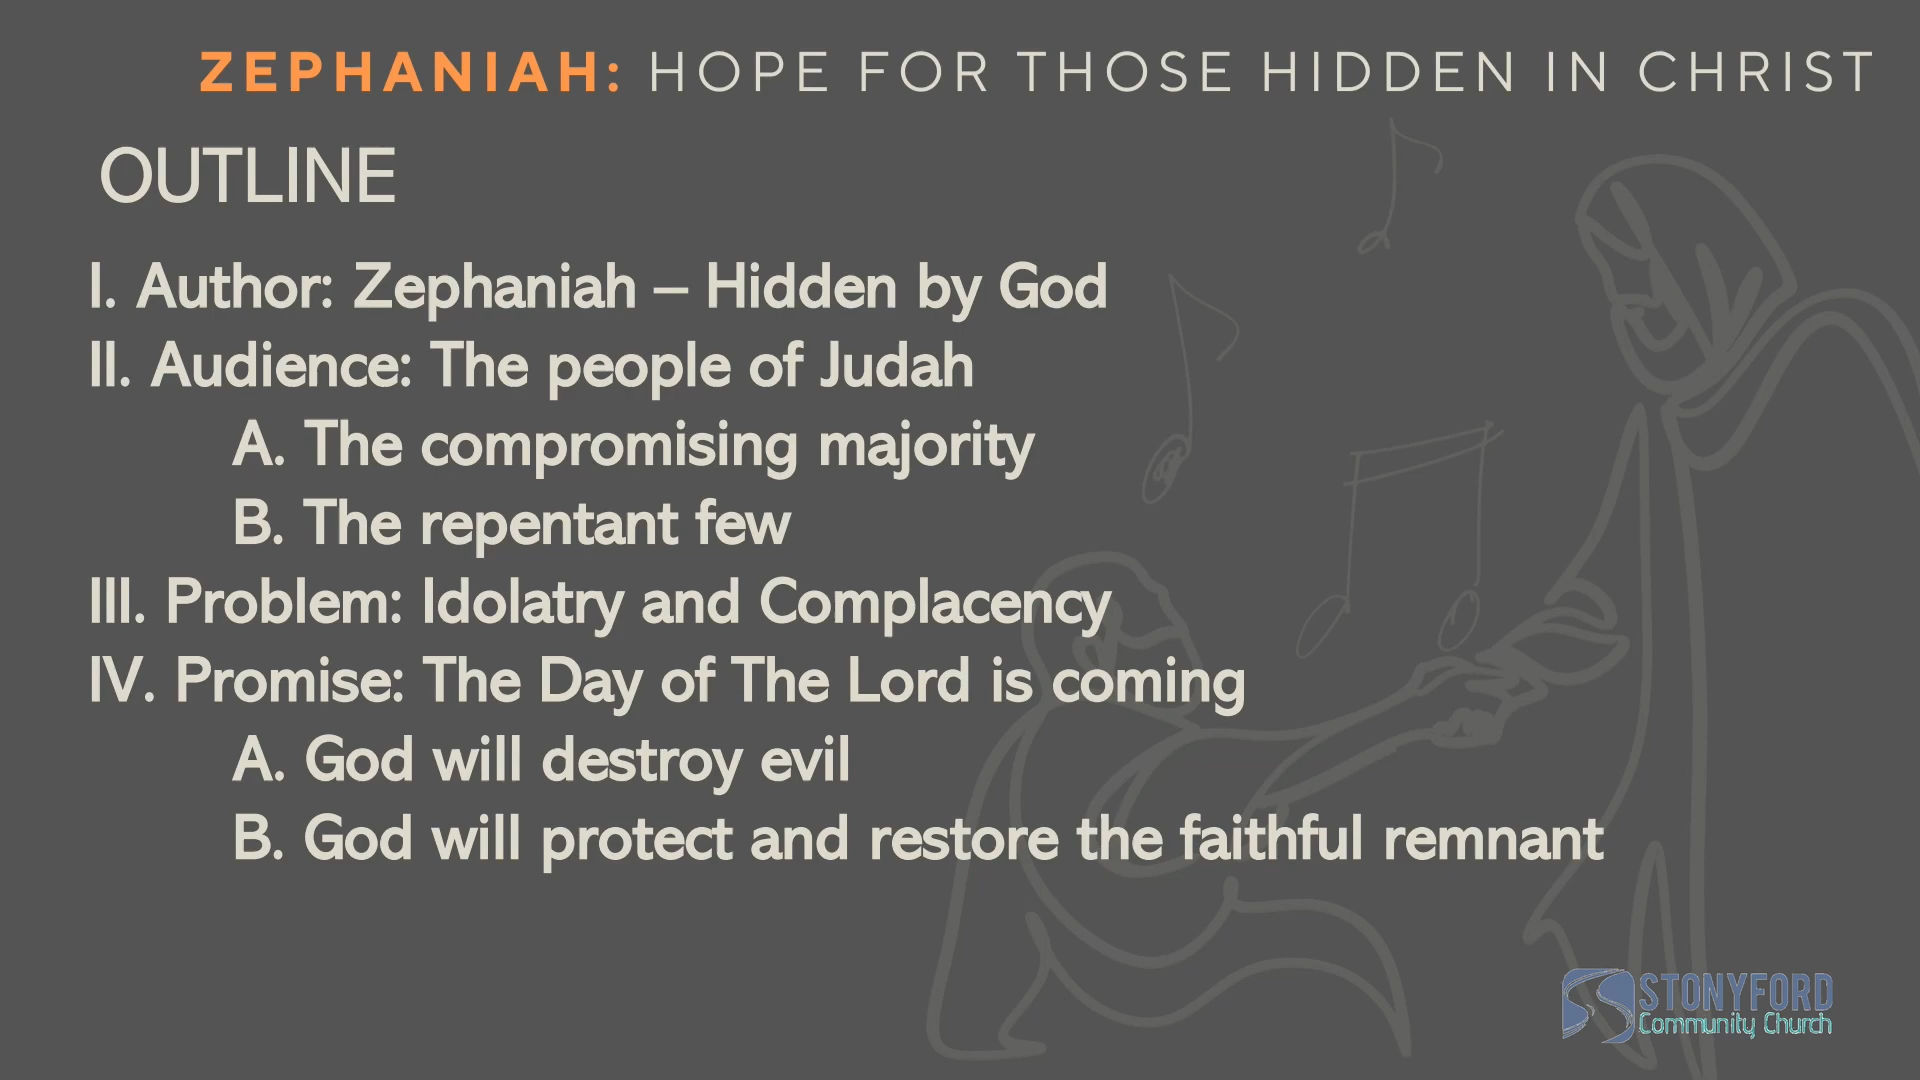 ZEPHANIAH: HOPE FOR THOSE HIDDEN IN CHRIST
OUTLINE
I. Author: Zephaniah – Hidden by God
II. Audience: The people of Judah
A. The compromising majority
B. The repentant few
III. Problem: Idolatry and Complacency
IV. Promise: The Day of The Lord is coming
A. God will destroy evil
B. God will protect and restore the faithful remnant
STONYFORD
Community Church